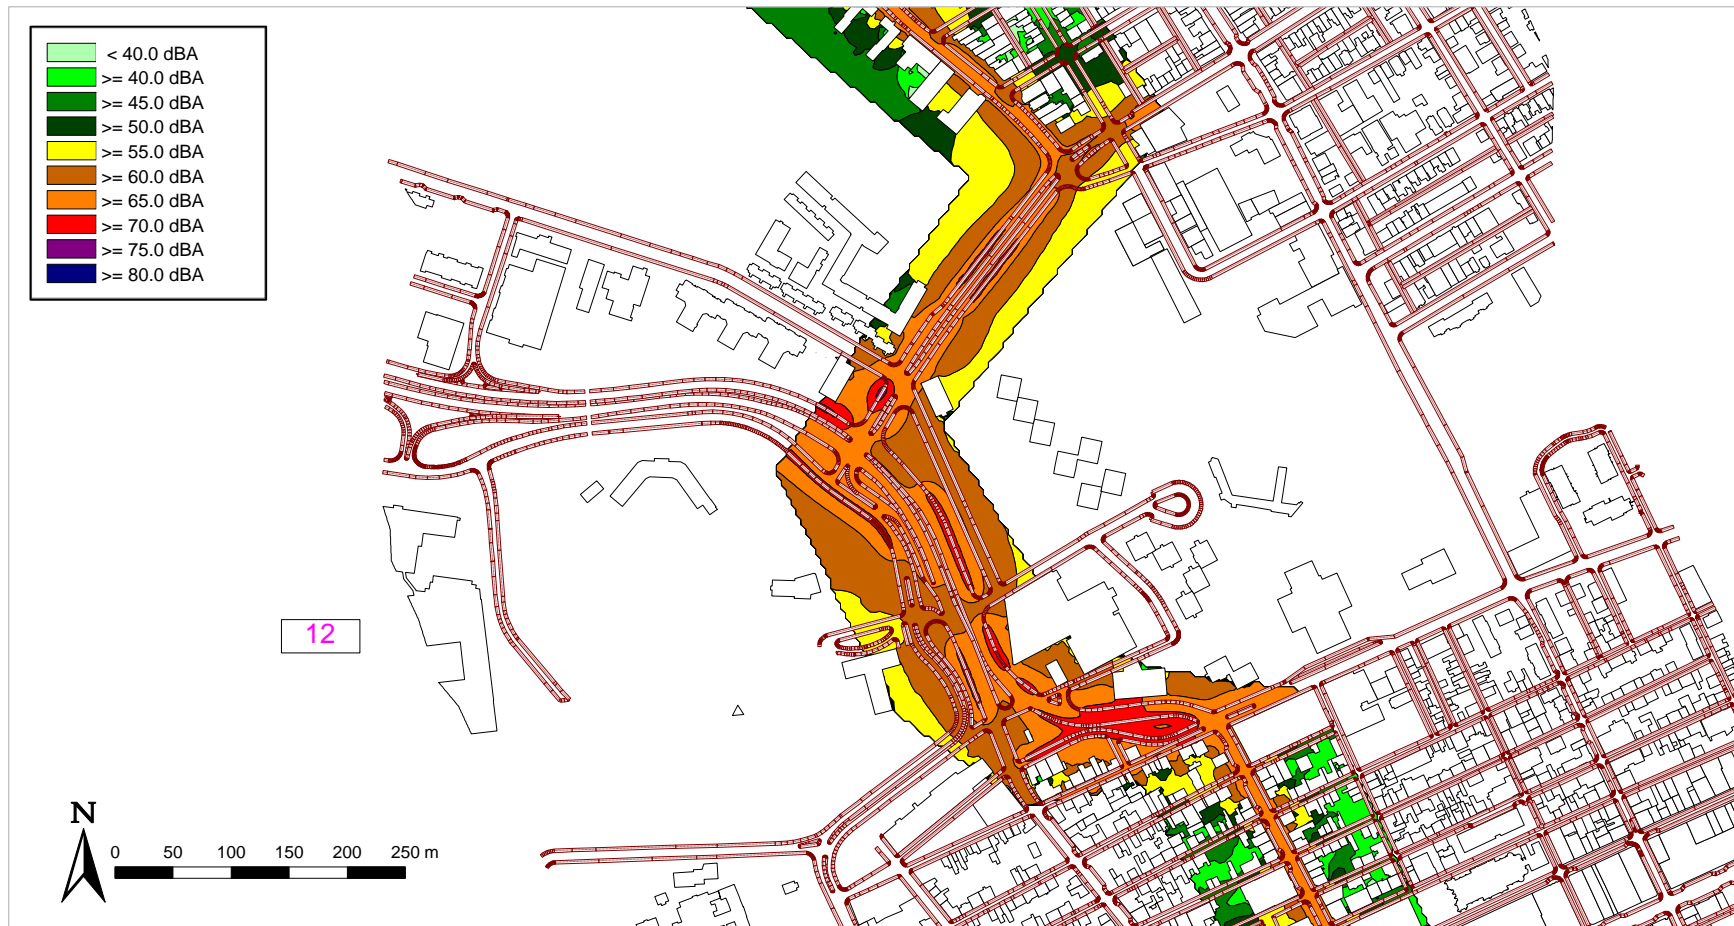 < 40.0 dBA
>= 40.0 dBA
>= 45.0 dBA
>= 50.0 dBA
>= 55.0 dBA
>= 60.0 dBA
>= 65.0 dBA
>= 70.0 dBA
>= 75.0 dBA
>= 80.0 dBA
12
N
0 50 100 150 200 250 m